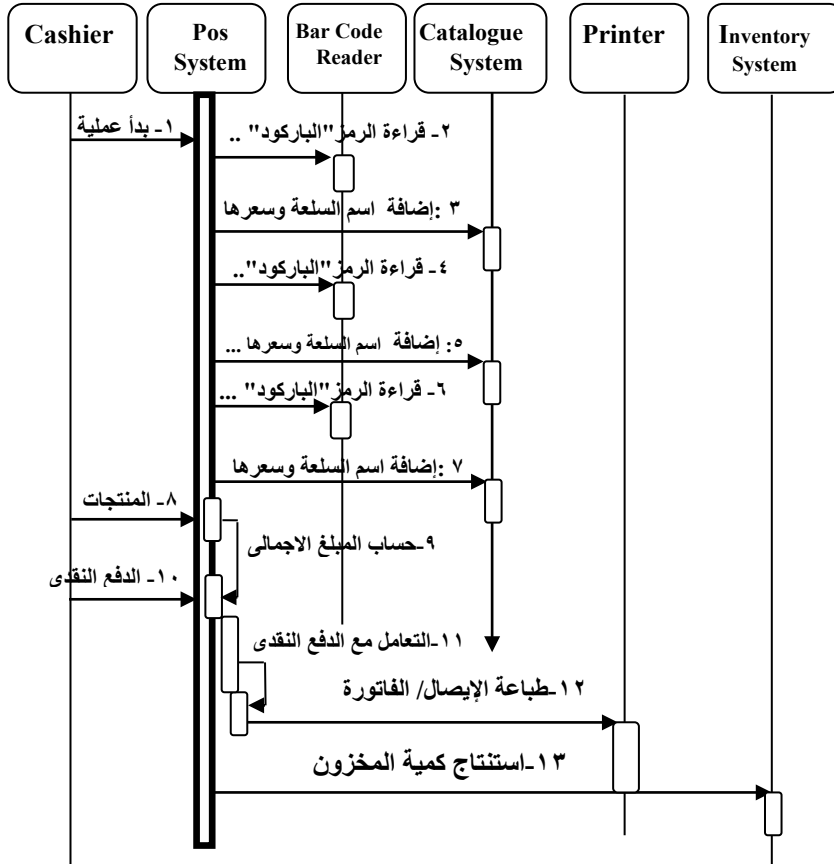 Cashier
Pos
System
Bar Code
Reader
Catalogue
System
Printer
Inventory
System
١- بدأ عملية
٢- قراءة الرمز"الباركود" ..
٣ :إضافة اسم السلعة وسعرها
٤- قراءة الرمز"الباركود"..
٥: إضافة اسم السلعة وسعرها ...
٦- قراءة الرمز"الباركود" ...
٧ :إضافة اسم السلعة وسعرها
٨- المنتجات
٩-حساب المبلغ الاجمالى
١٠- الدفع النقدى
١١-التعامل مع الدفع النقدى
١٢-طباعة الإيصال/ الفاتورة
١٣-استنتاج كمية المخزون